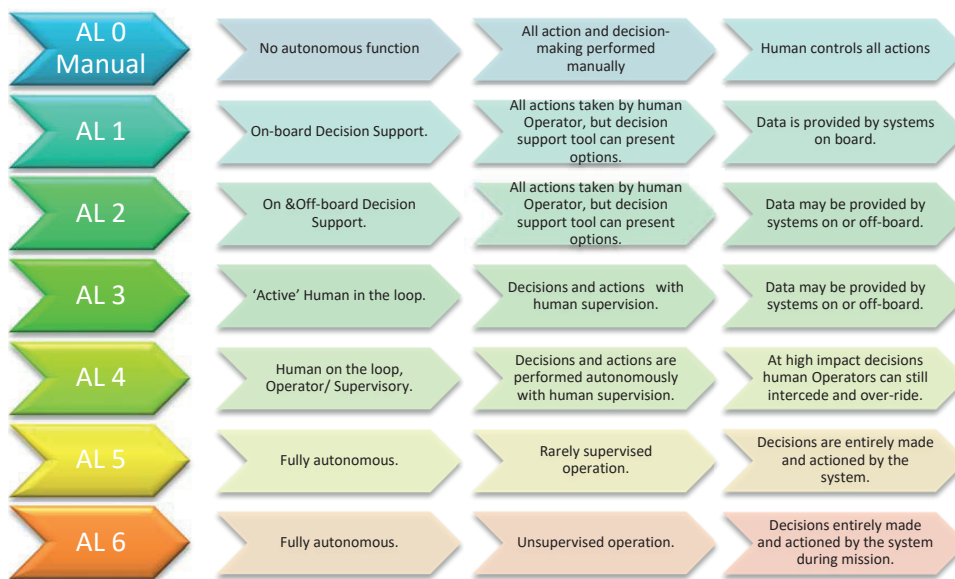 AL 0
Manual
No autonomous function
All action and decision-
making performed
manually
Human controls all actions
AL 1
On-board Decision Support.
All actions taken by human
Operator, but decision
support tool can present
options.
Data is provided by systems
on board.
AL 2
On &Off-board Decision
Support.
All actions taken by human
Operator, but decision
support tool can present
options.
Data may be provided by
systems on or off-board.
AL 3
‘Active’ Human in the loop.
Decisions and actions with
human supervision.
Data may be provided by
systems on or off-board.
AL 4
Human on the loop,
Operator/ Supervisory.
Decisions and actions are
performed autonomously
with human supervision.
At high impact decisions
human Operators can still
intercede and over-ride.
AL 5
Fully autonomous.
Rarely supervised
operation.
Decisions are entirely made
and actioned by the
system.
AL 6
Fully autonomous.
Unsupervised operation.
Decisions entirely made
and actioned by the system
during mission.